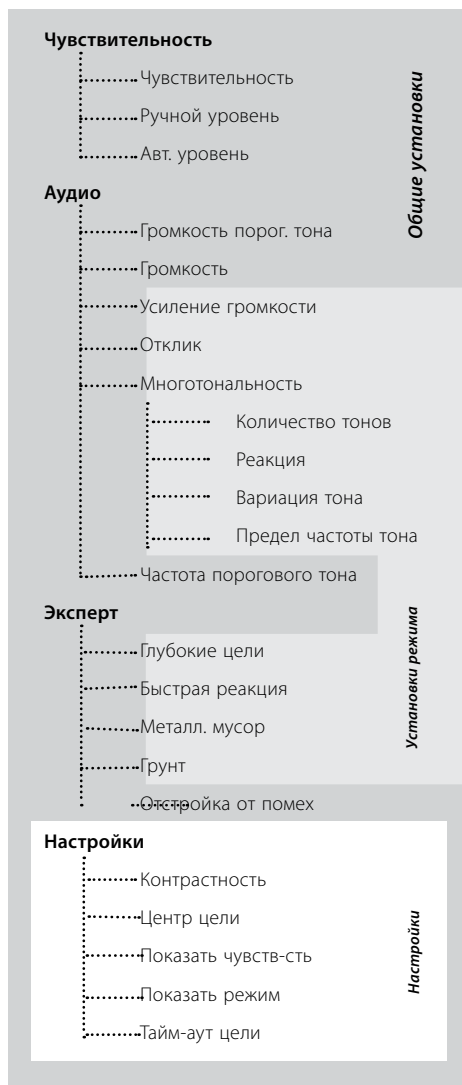 Чувствительность
Чувствительность
Ручной уровень
Авт. уровень
Общие установки
Аудио
Громкость порог. тона
Громкость
Усиление громкости
Отклик
Многотональность
Количество тонов
Реакция
Вариация тона
Предел частоты тона
Частота порогового тона
Эксперт
Глубокие цели
Быстрая реакция
Металл. мусор
Грунт
Отстройка от помех
Установки режима
Настройки
Контрастность
Центр цели
Показать чувств-сть
Показать режим
Тайм-аут цели
Настройки